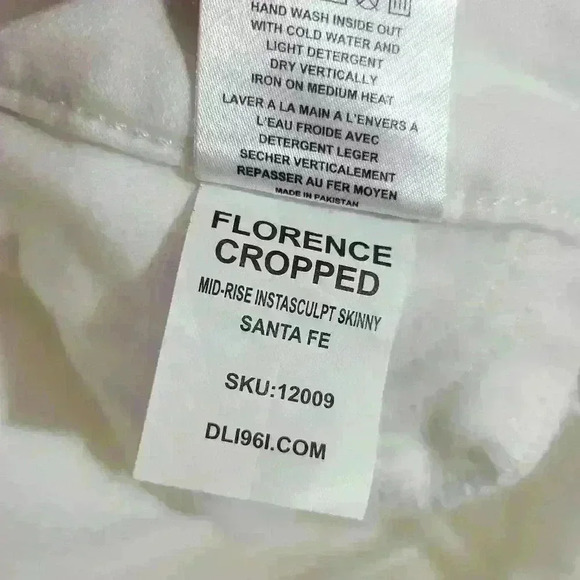 HAND WASH INSIDE OUT
WITH COLD WATER AND
LIGHT DETERGENT
DRY VERTICALLY
IRON ON MEDIUM HEAT
LAVER A LA MAIN A L'ENVERS A
L'EAU FROIDE AVEC
DETERGENT LEGER
SECHER VERTICALEMENT
REPASSER AU FER MOYEN
MADE IN PAKISTAN
FLORENCE
CROPPED
MID-RISE INSTASCULPT SKINNY
SANTA FE
SKU:12009
DL1961.COM